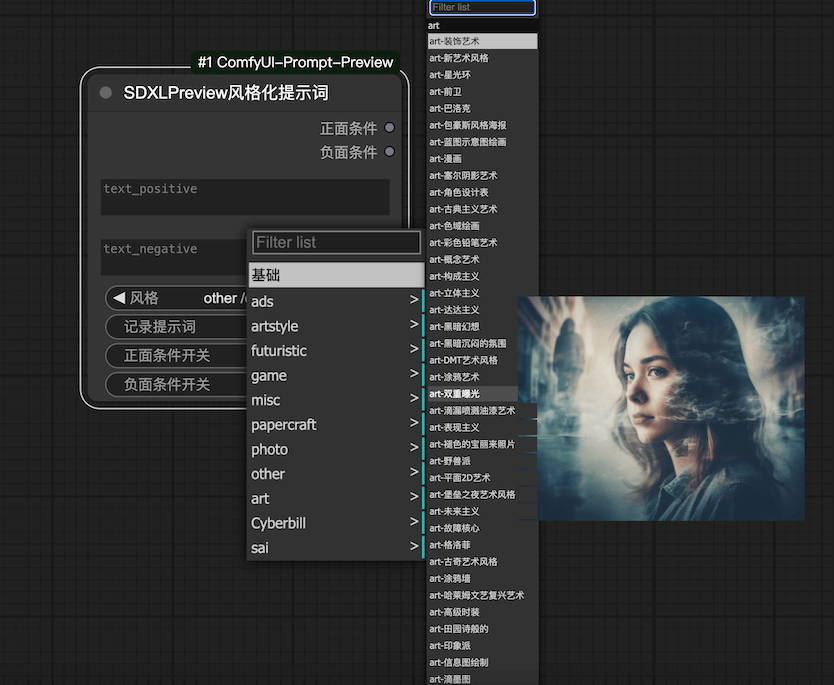 #1 ComfyUI-Prompt-Preview
SDXLPreview风格化提示词
正面条件
负面条件
text_positive
text_negative
风格
other /
记录提示词
正面条件开关
负面条件开关
Filter list
基础
ads >
artstyle >
futuristic >
game >
misc >
papercraft >
photo >
other >
art >
Cyberbill >
sai >
Filter list
art
art-装饰艺术
art-新艺术风格
art-星光环
art-前卫
art-巴洛克
art-包豪斯风格海报
art-蓝图示意图绘画
art-漫画
art-塞尔阴影艺术
art-角色设计表
art-古典主义艺术
art-色域绘画
art-彩色铅笔艺术
art-概念艺术
art-构成主义
art-立体主义
art-达达主义
art-黑暗幻想
art-黑暗沉闷的氛围
art-DMT艺术风格
art-涂鸦艺术
art-双重曝光
art-滴漏喷溅油漆艺术
art-表现主义
art-褪色的宝丽来照片
art-野兽派
art-平面2D艺术
art-堡垒之夜艺术风格
art-未来主义
art-故障核心
art-格洛菲
art-古奇艺术风格
art-涂鸦墙
art-哈莱姆文艺复兴艺术
art-高级时装
art-田园诗般的
art-印象派
art-信息图绘制
art-滴墨图